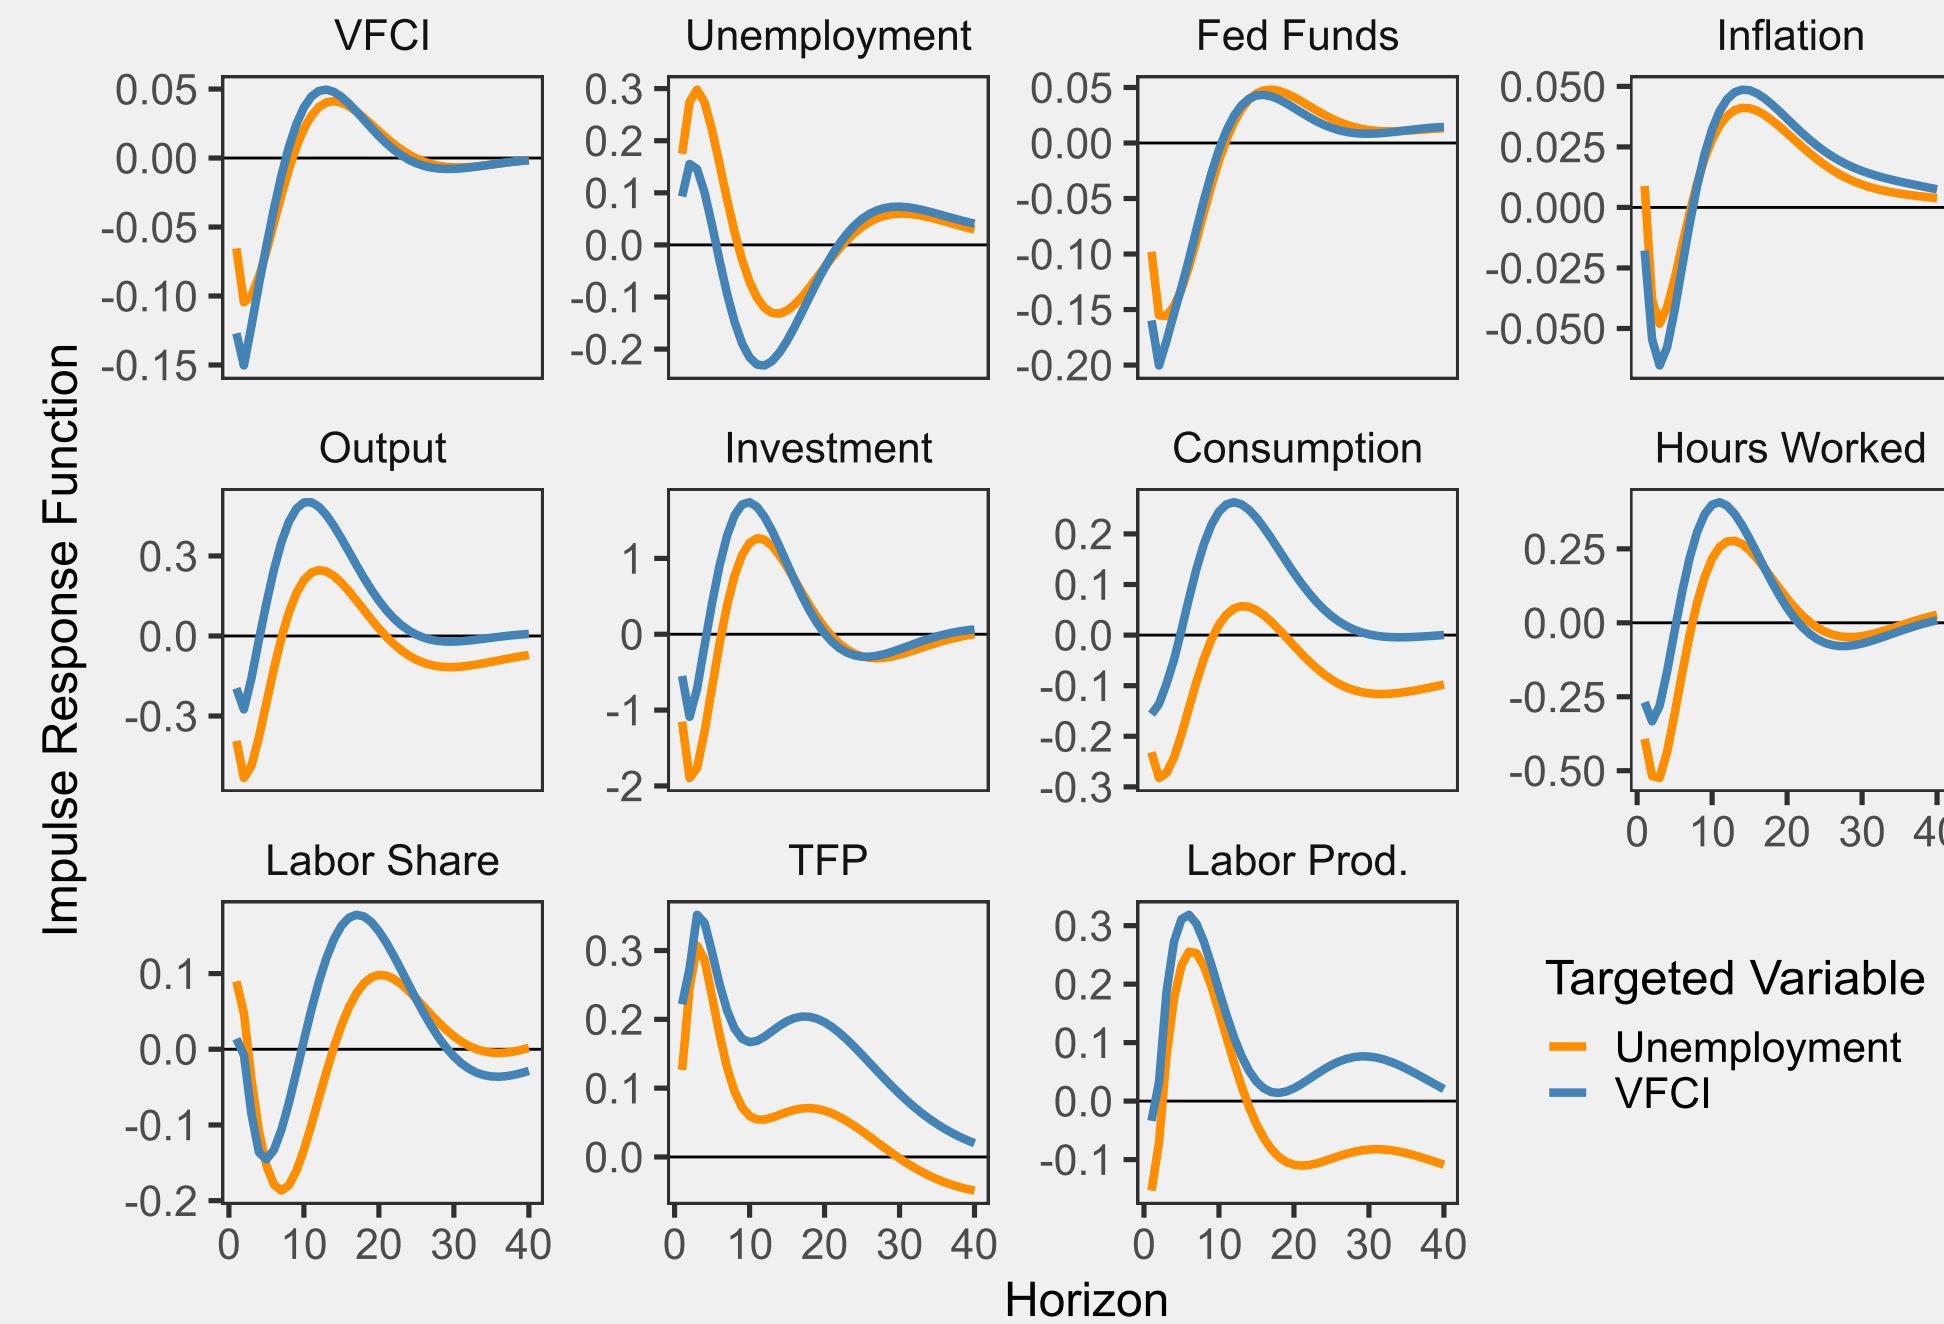 VFCI
Unemployment
Fed Funds
Inflation
0.05
0.00
-0.05
-0.10
-0.15
0.3
0.2
0.1
0.0
-0.1
-0.2
0.05
0.00
-0.05
-0.10
-0.15
-0.20
0.050
0.025
0.000
-0.025
-0.050
Impulse Response Function
Output
Investment
Consumption
Hours Worked
0.3
0.0
-0.3
1
0
-1
-2
0.2
0.1
0.0
-0.1
-0.2
-0.3
0.25
0.00
-0.25
-0.50
0 10 20 30 40
Labor Share
TFP
Labor Prod.
0.1
0.0
-0.1
-0.2
0 10 20 30 40
0.3
0.2
0.1
0.0
0 10 20 30 40
0.3
0.2
0.1
0.0
-0.1
0 10 20 30 40
Targeted Variable
Unemployment
VFCI
Horizon